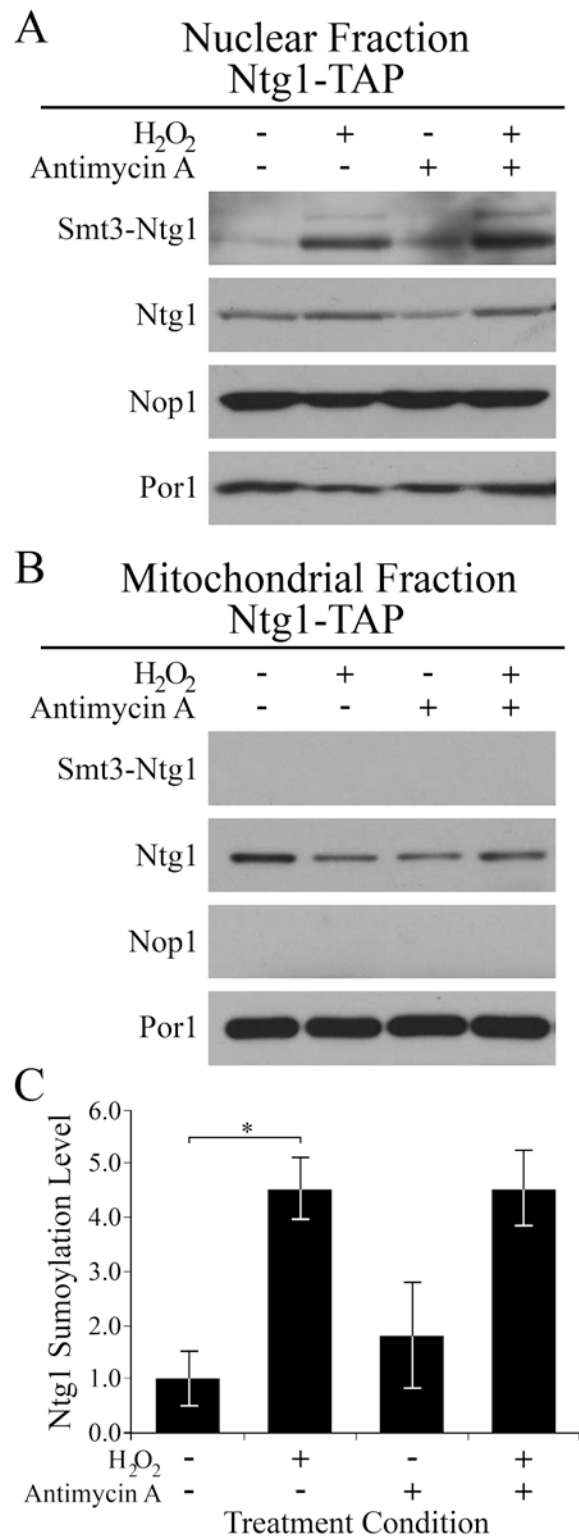 A
Nuclear Fraction
Ntg1-TAP
H₂O₂ - + - +
Antimycin A - - + +
Smt3-Ntg1
Ntg1
Nop1
Por1
B
Mitochondrial Fraction
Ntg1-TAP
H₂O₂ - + - +
Antimycin A - - + +
Smt3-Ntg1
Ntg1
Nop1
Por1
C
Ntg1 Sumoylation Level
6.0
5.0
4.0
3.0
2.0
1.0
0.0
*
H₂O₂ - + - +
Antimycin A - - + +
Treatment Condition